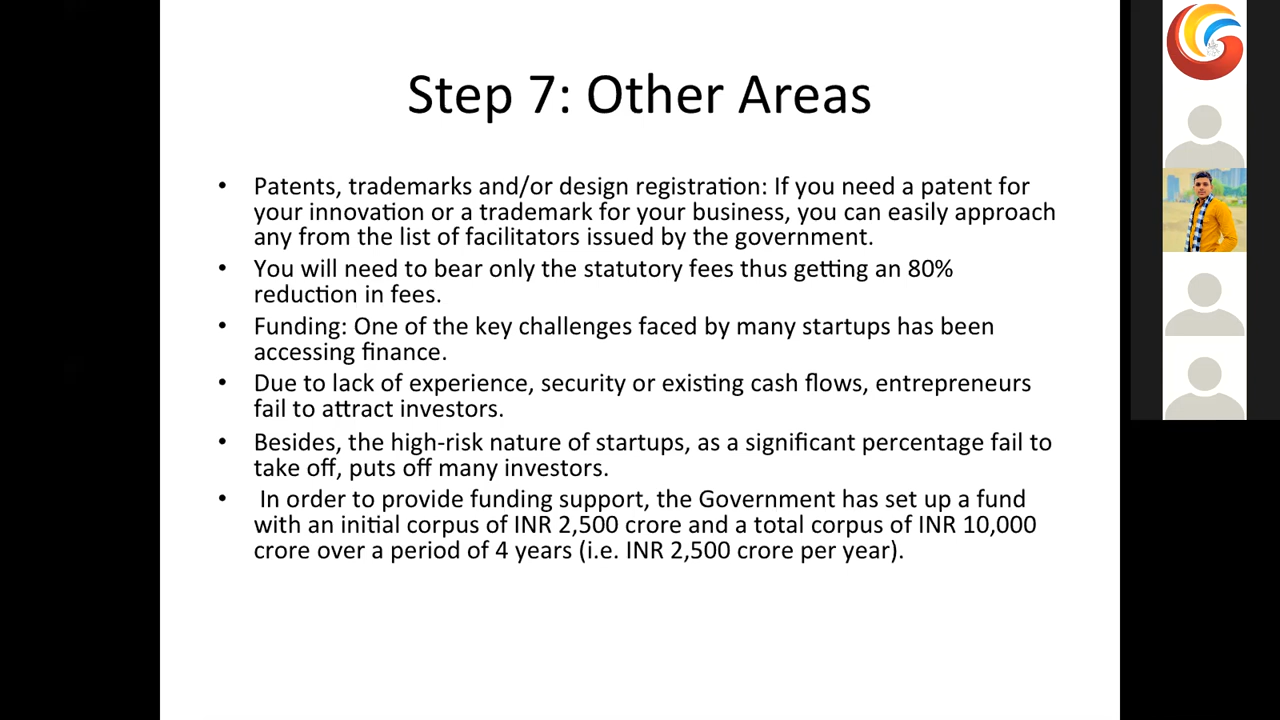 Step 7: Other Areas
• Patents, trademarks and/or design registration: If you need a patent for
your innovation or a trademark for your business, you can easily approach
any from the list of facilitators issued by the government.
• You will need to bear only the statutory fees thus getting an 80%
reduction in fees.
• Funding: One of the key challenges faced by many startups has been
accessing finance.
• Due to lack of experience, security or existing cash flows, entrepreneurs
fail to attract investors.
• Besides, the high-risk nature of startups, as a significant percentage fail to
take off, puts off many investors.
• In order to provide funding support, the Government has set up a fund
with an initial corpus of INR 2,500 crore and a total corpus of INR 10,000
crore over a period of 4 years (i.e. INR 2,500 crore per year).